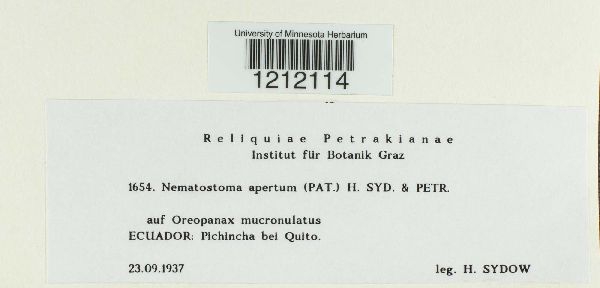 University of Minnesota Herbarium
1212114
Reliquiae Petrakianae
Institut für Botanik Graz
1654. Nematostoma apertum (PAT.) H. SYD. & PETR.
auf Oreopanax mucronulatus
ECUADOR: Pichincha bei Quito.
23.09.1937 leg. H. SYDOW